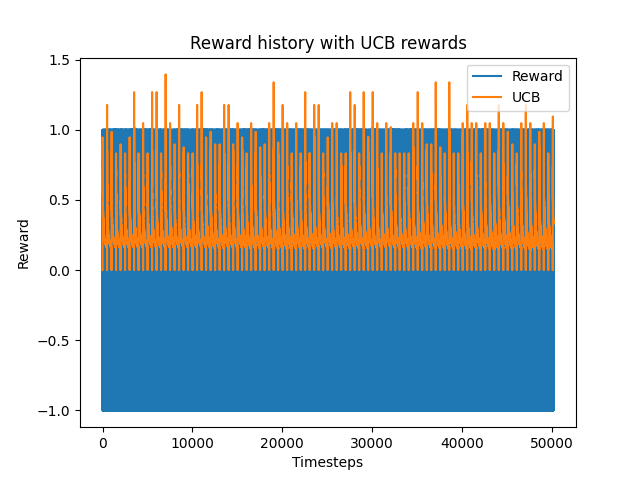 Reward history with UCB rewards
Reward
UCB
1.5
1.0
0.5
0.0
−0.5
−1.0
Reward
0 10000 20000 30000 40000 50000
Timesteps